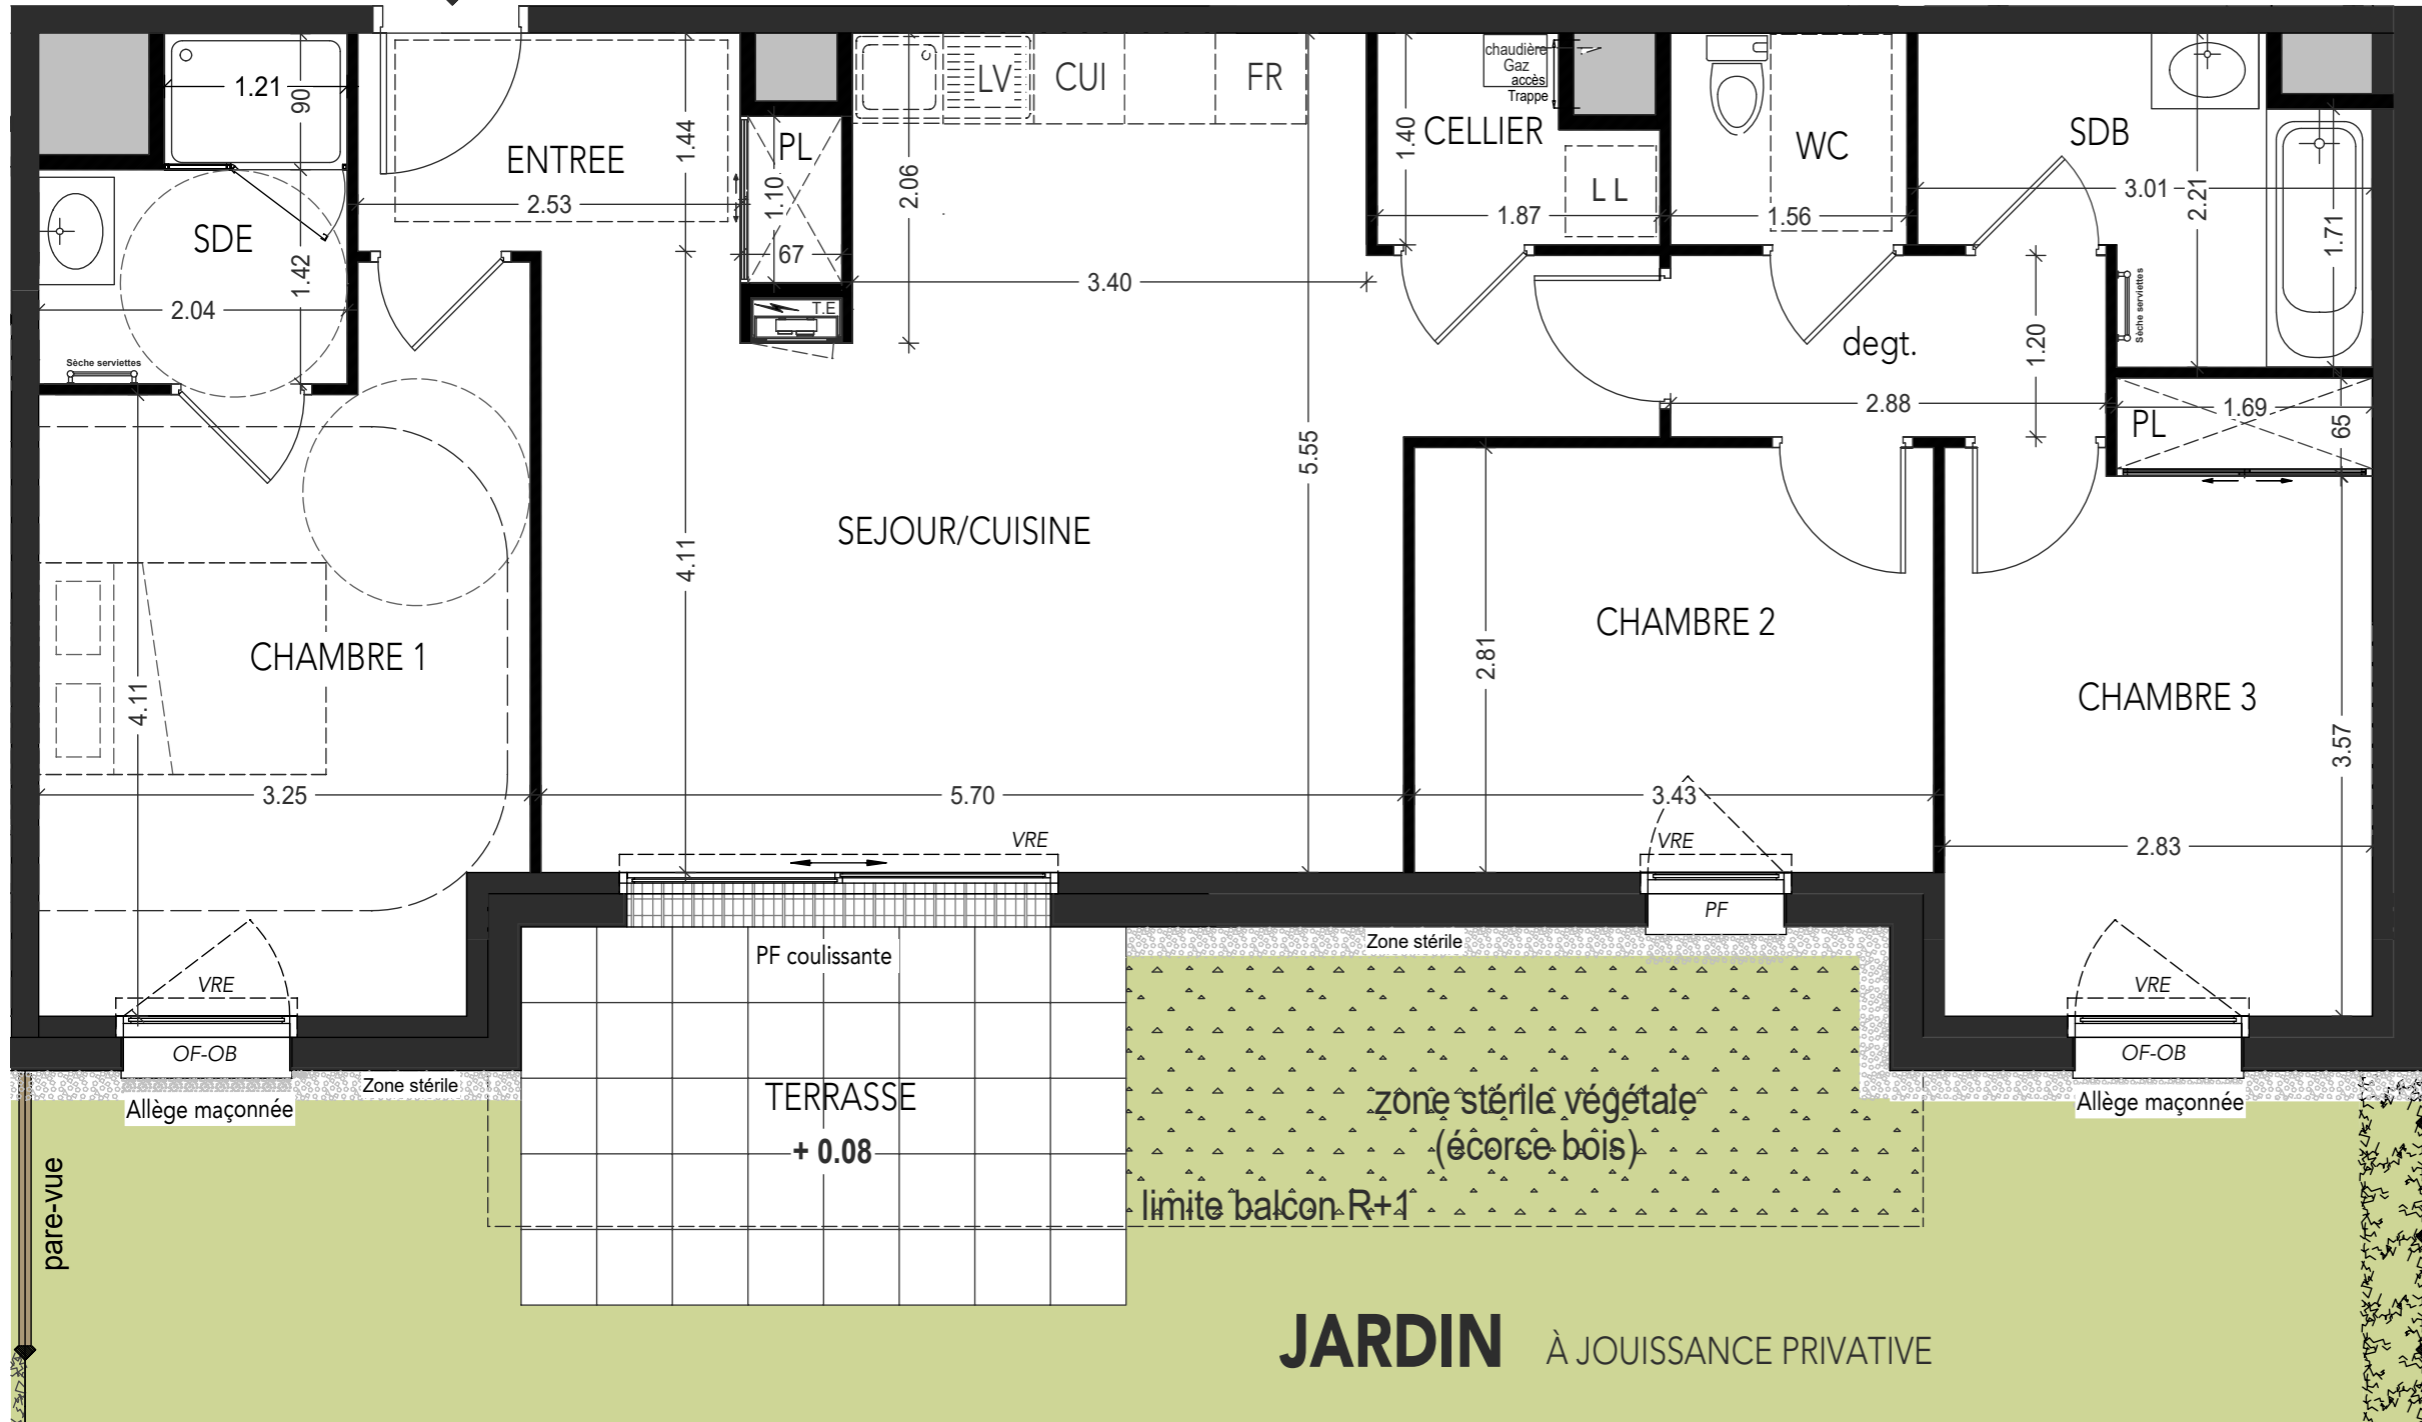 1.21
90
ENTREE
2.53
1.44
PL
1.10
67
T.E
LV
CUI
FR
2.06
3.40
chaudière
Gaz
accès
Trappe
CELLIER
1.40
1.87
L L
WC
1.56
SDB
3.01
2.21
1.71
Sèche serviettes
SDE
1.42
2.04
Sèche serviettes
degt.
1.20
2.88
PL
1.69
65
SEJOUR/CUISINE
5.55
4.11
5.70
VRE
CHAMBRE 1
4.11
3.25
VRE
OF-OB
CHAMBRE 2
2.81
3.43
VRE
PF
CHAMBRE 3
3.57
2.83
VRE
OF-OB
PF coulissante
Zone stérile
Zone stérile
Allège maçonnée
Allège maçonnée
TERRASSE
+ 0.08
zone stérile végétale
(écorce bois)
limite balcon R+1
pare-vue
JARDIN À JOUISSANCE PRIVATIVE